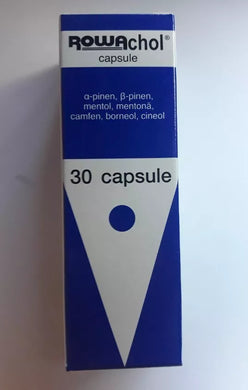 ROWAchol®
capsule
α-pinen, β-pinen,
mentol, mentonă,
camfen, borneol, cineol
30 capsule